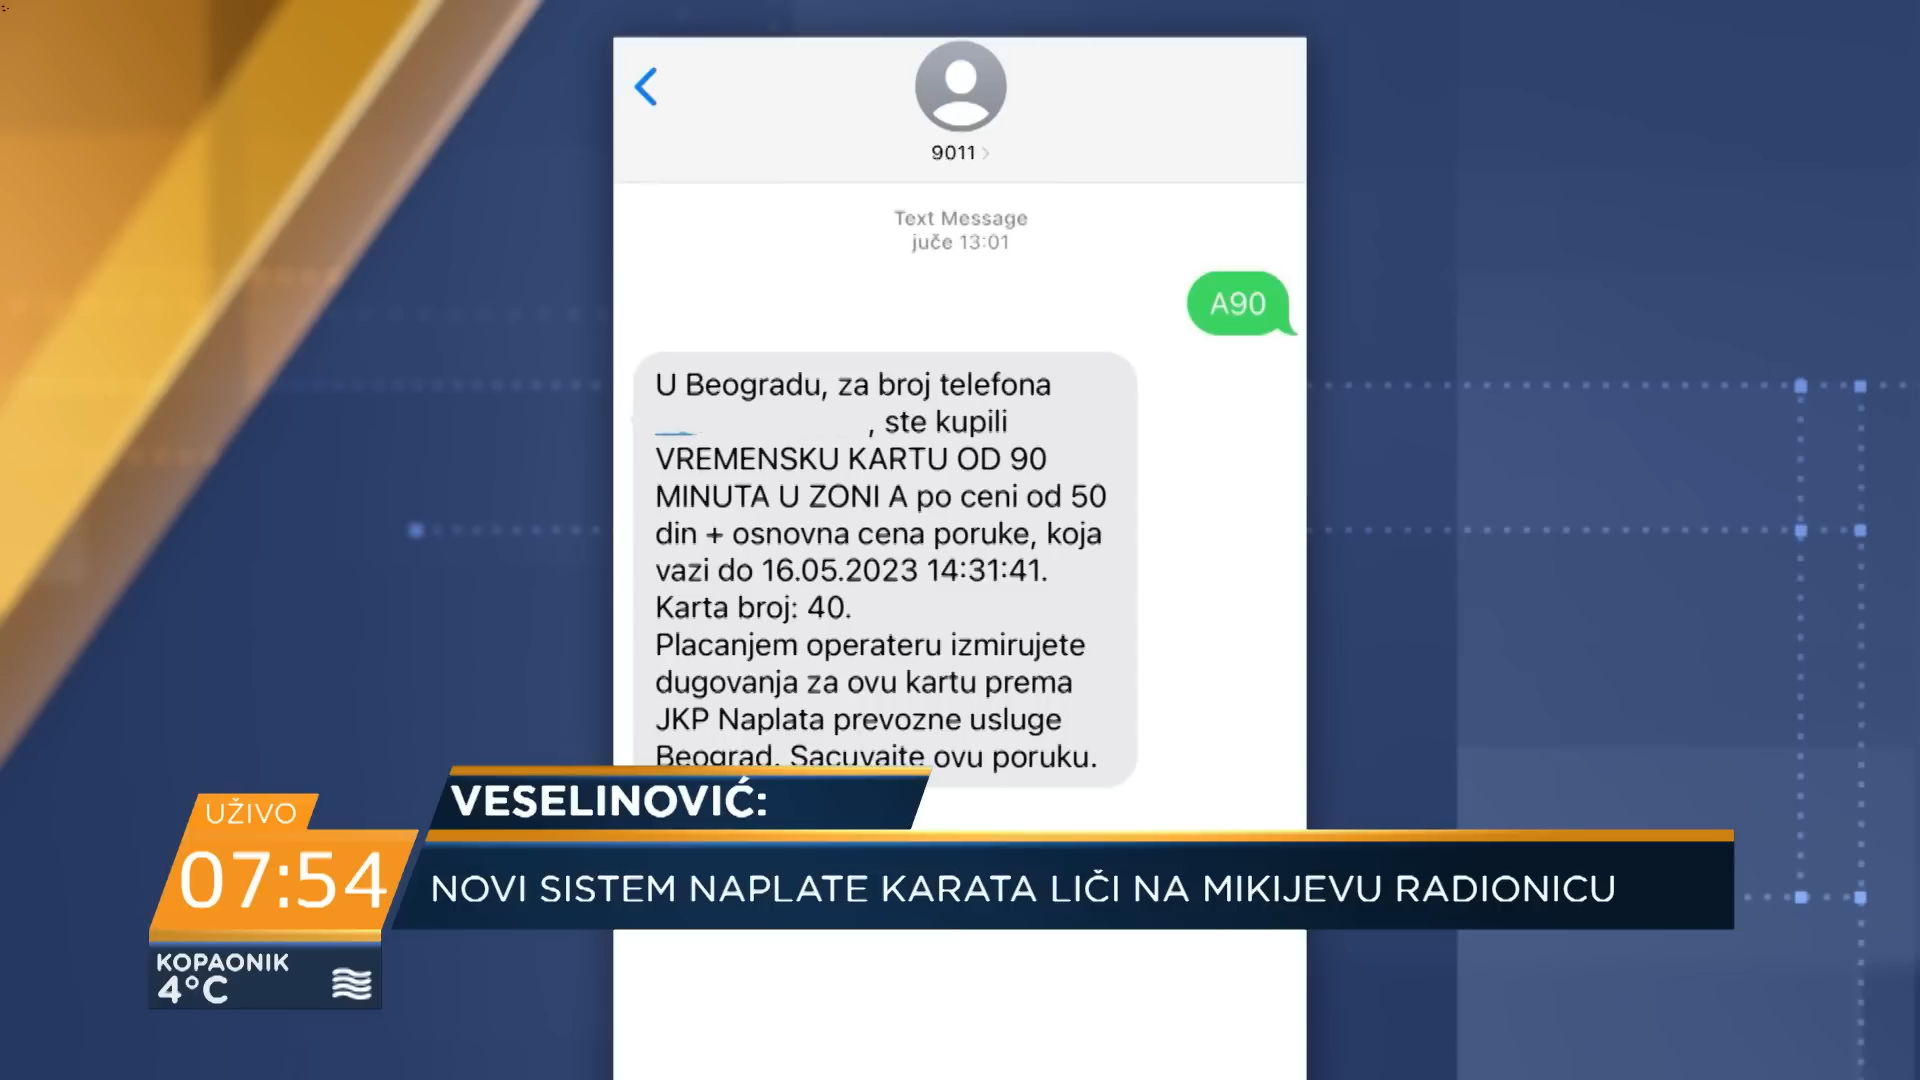 9011
Text Message
juče 13:01
A90
U Beogradu, za broj telefona
, ste kupili
VREMENSKU KARTU OD 90
MINUTA U ZONI A po ceni od 50
din + osnovna cena poruke, koja
vazi do 16.05.2023 14:31:41.
Karta broj: 40.
Placanjem operateru izmirujete
dugovanja za ovu kartu prema
JKP Naplata prevozne usluge
Beograd. Sacuvajte ovu poruku.
VESELINOVIĆ:
UŽIVO
07:54
NOVI SISTEM NAPLATE KARATA LIČI NA MIKIJEVU RADIONICU
KOPAONIK
4°C